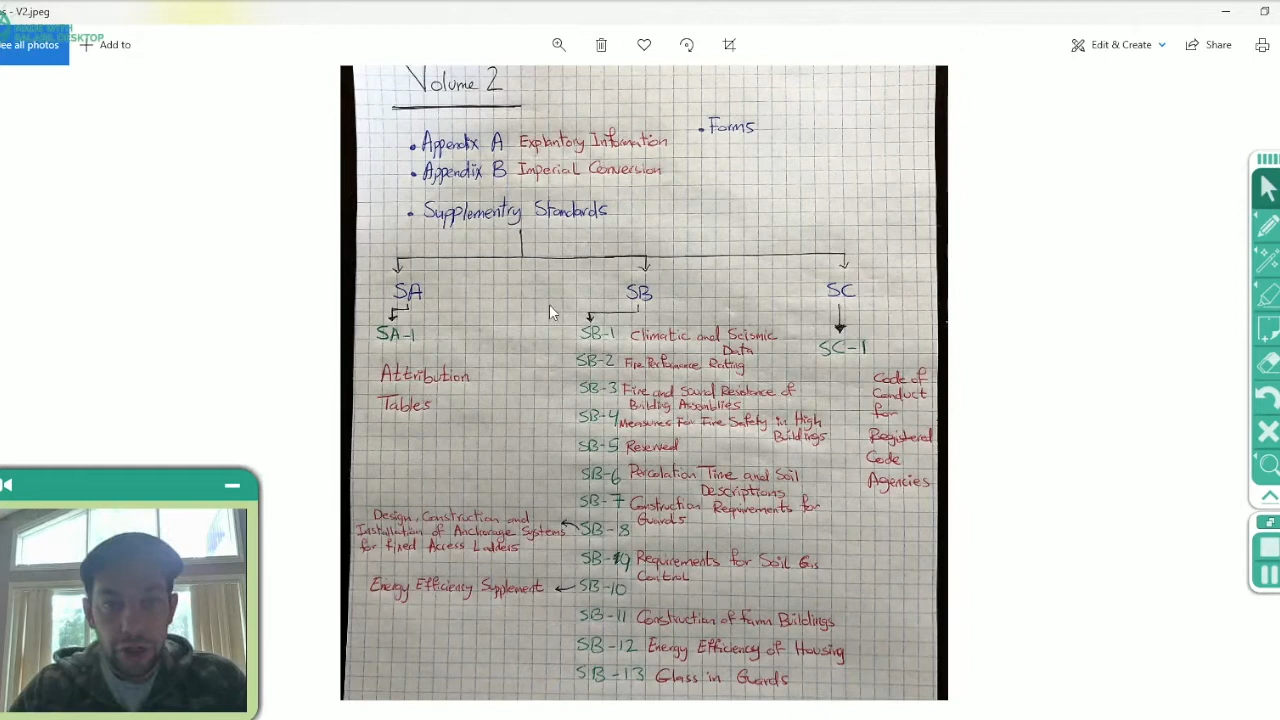 s - V2.jpeg
MADE WITH
DESKTOP
ee all photos
Add to
Edit & Create
Share
Volume 2
• Appendix A Explantory Information
• Forms
• Appendix B Imperial Conversion
• Supplementry Standards
SA
SB
SC
SA-1
Attribution
Tables
SB-1 Climatic and Seismic
Data
SB-2 Fire Performance Rating
SB-3 Fire and Sound Resistance of
Building Assemblies
SB-4 Measures For Fire Safety in High
Buildings
SB-5 Reserved
SB-6 Percolation Time and Soil
Descriptions
SB-7 Construction Requirements for
Guards
SB-8
Design, Construction and
Installation of Anchorage Systems
for fixed Access Ladders
SB-9 Requirements for Soil Gas
Control
SB-10
Energy Efficiency Supplement
SB-11 Construction of farm Buildings
SB-12 Energy Efficiency of Housing
SB-13 Glass in Guards
SC-1
Code of
Conduct
for
Registered
Code
Agencies